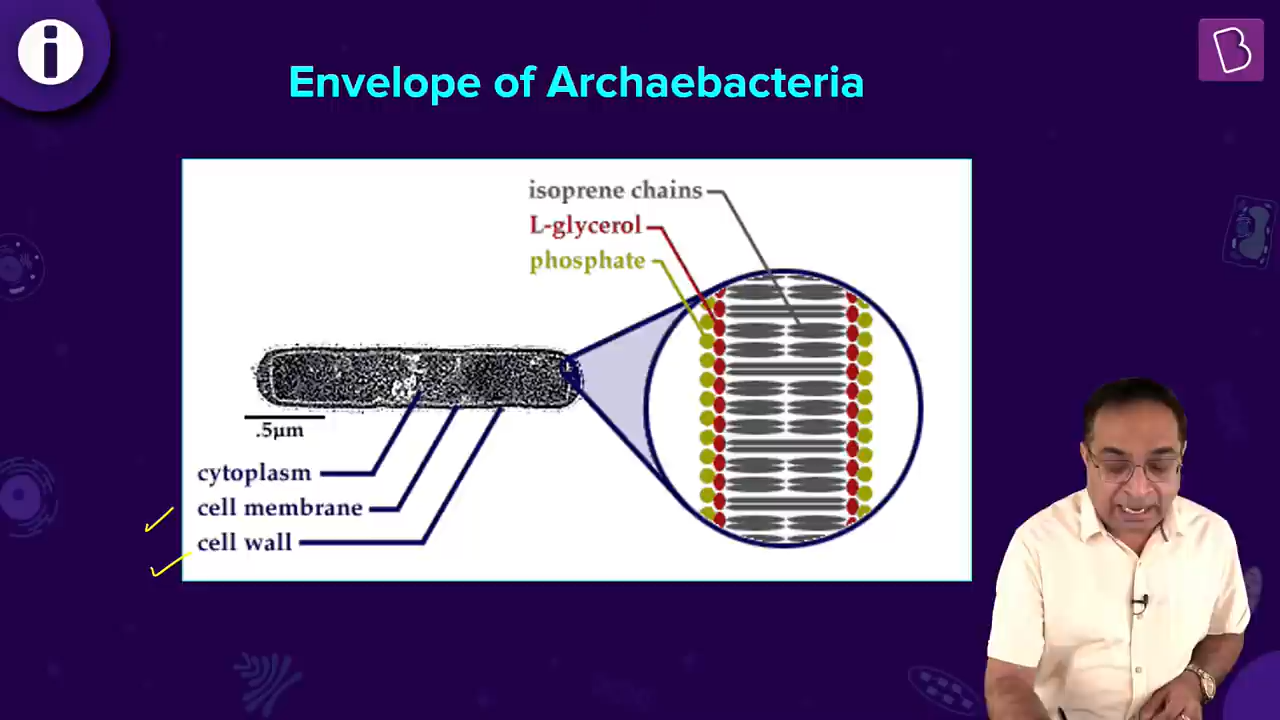 Envelope of Archaebacteria
isoprene chains
L-glycerol
phosphate
.5µm
cytoplasm
cell membrane
cell wall